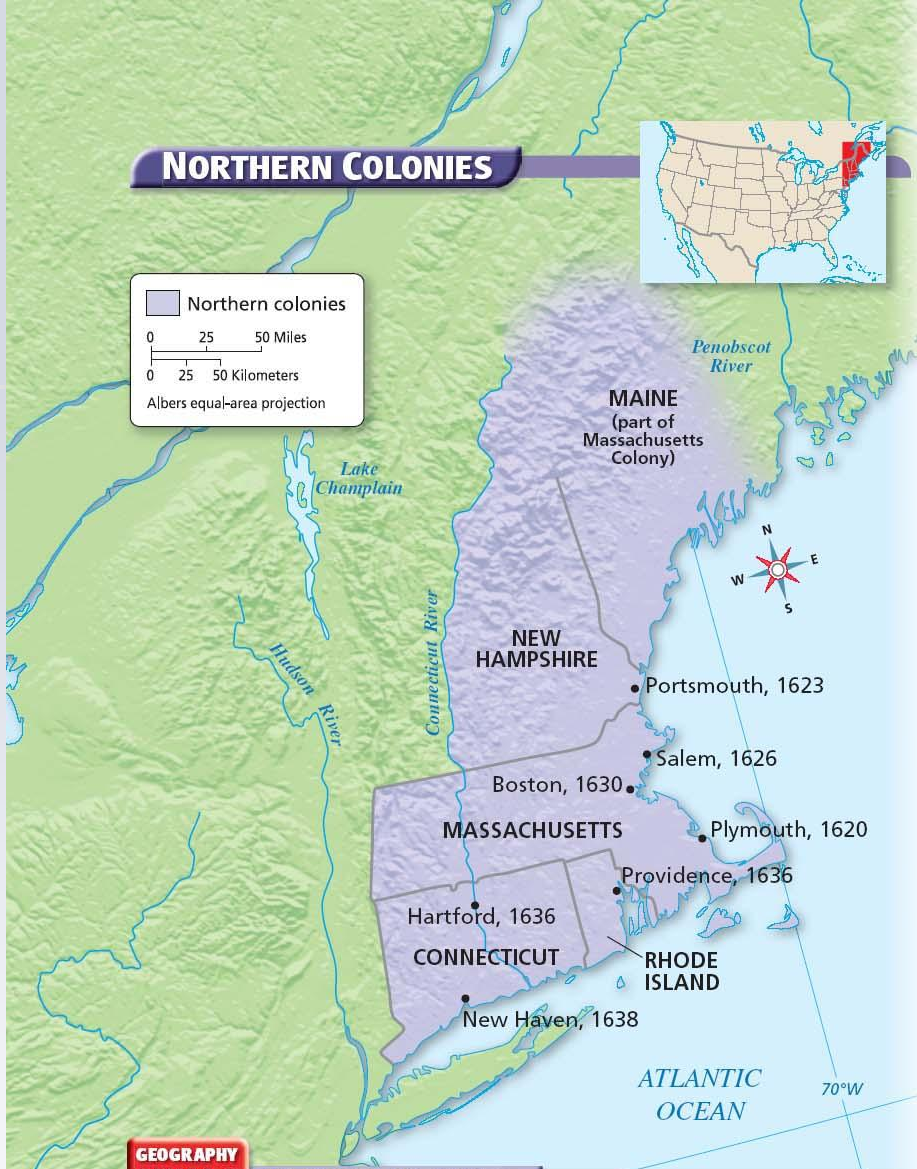 NORTHERN COLONIES
Northern colonies
0 25 50 Miles
0 25 50 Kilometers
Albers equal-area projection
Penobscot
River
MAINE
(part of
Massachusetts
Colony)
Lake
Champlain
N
W E
S
Connecticut River
Hudson River
NEW
HAMPSHIRE
Portsmouth, 1623
Salem, 1626
Boston, 1630
MASSACHUSETTS
Plymouth, 1620
Providence, 1636
Hartford, 1636
CONNECTICUT
RHODE
ISLAND
New Haven, 1638
ATLANTIC
OCEAN
70°W
GEOGRAPHY